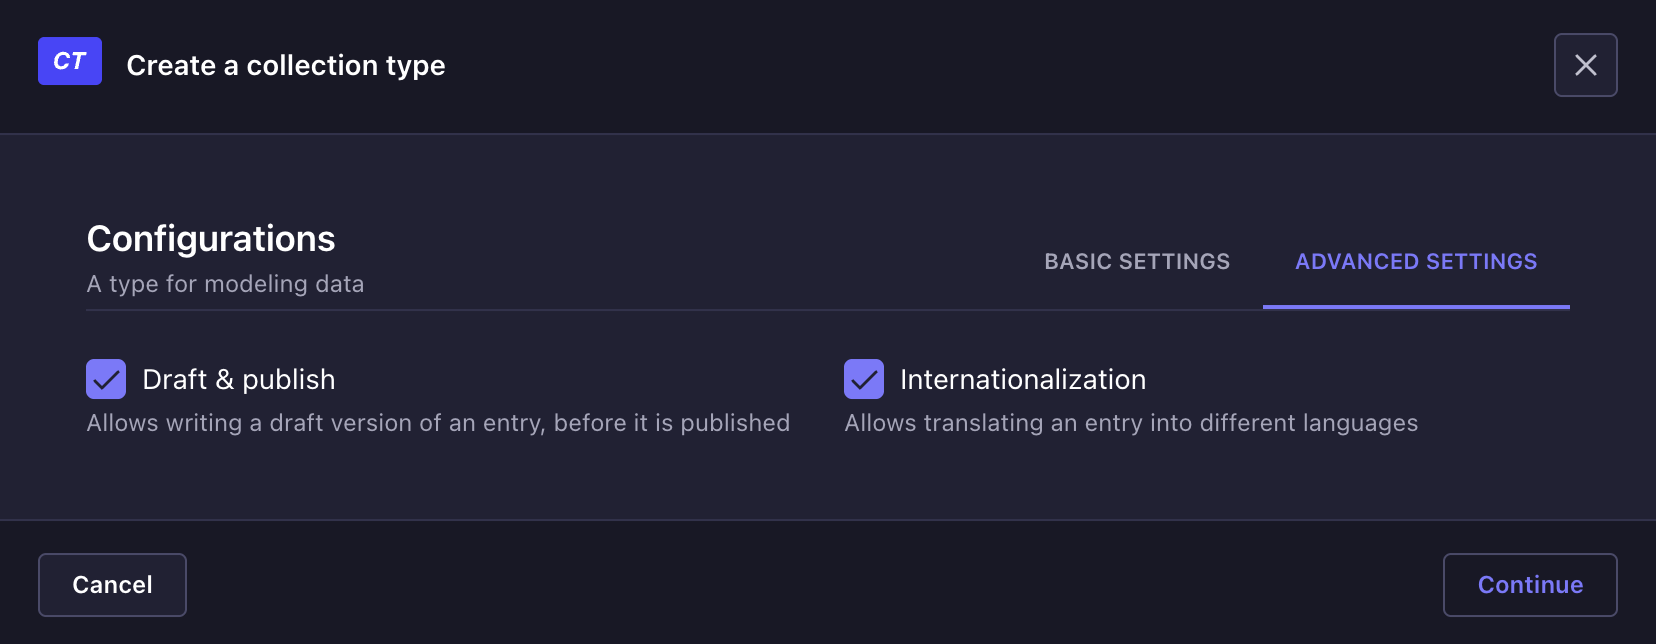 CT
Create a collection type
Configurations
A type for modeling data
BASIC SETTINGS
ADVANCED SETTINGS
Draft & publish
Allows writing a draft version of an entry, before it is published
Internationalization
Allows translating an entry into different languages
Cancel
Continue